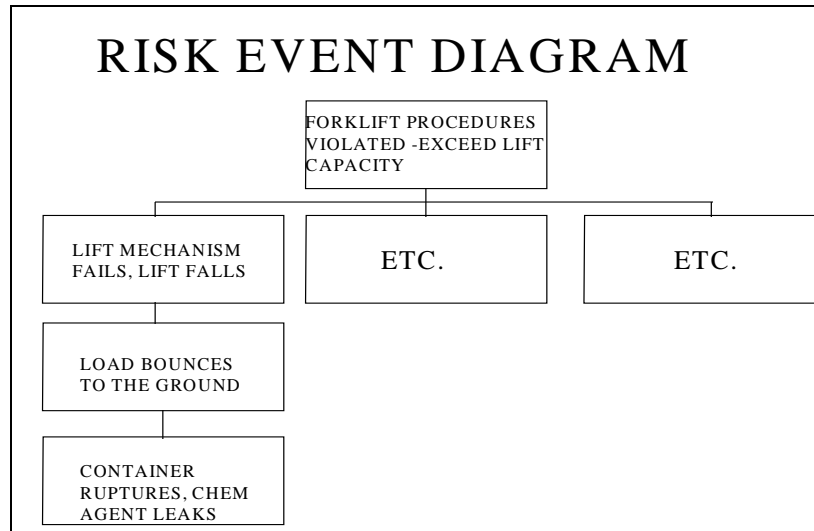 RISK EVENT DIAGRAM
FORKLIFT PROCEDURES
VIOLATED -EXCEED LIFT
CAPACITY
LIFT MECHANISM
FAILS, LIFT FALLS
ETC.
ETC.
LOAD BOUNCES
TO THE GROUND
CONTAINER
RUPTURES, CHEM
AGENT LEAKS